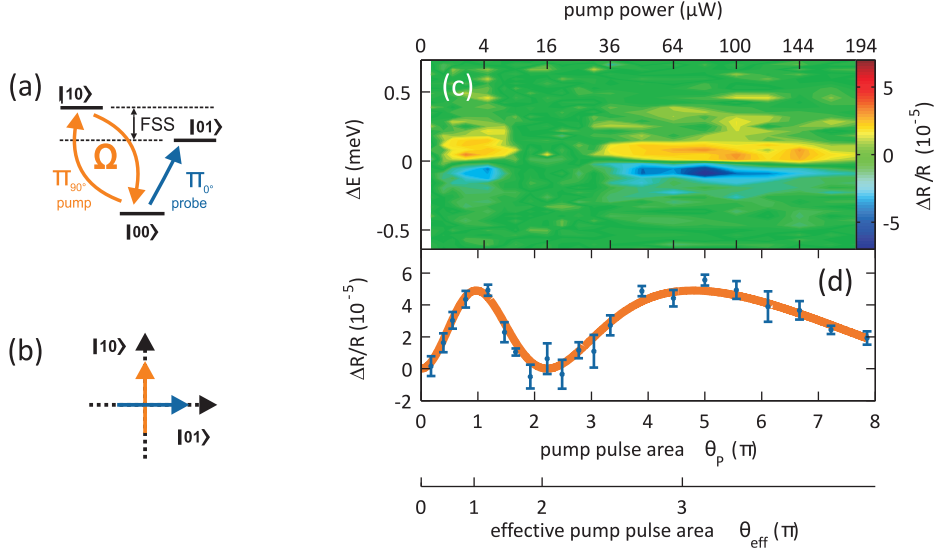 (a)
|10⟩
FSS
|01⟩
Ω
π90°
pump
π0°
probe
|00⟩
(b)
|10⟩
|01⟩
pump power (μW)
0 4 16 36 64 100 144 194
(c)
0.5
0
-0.5
ΔE (meV)
5
0
-5
ΔR/R (10⁻⁵)
(d)
6
4
2
0
-2
ΔR/R (10⁻⁵)
0 1 2 3 4 5 6 7 8
pump pulse area θP (π)
0 1 2 3
effective pump pulse area θeff (π)